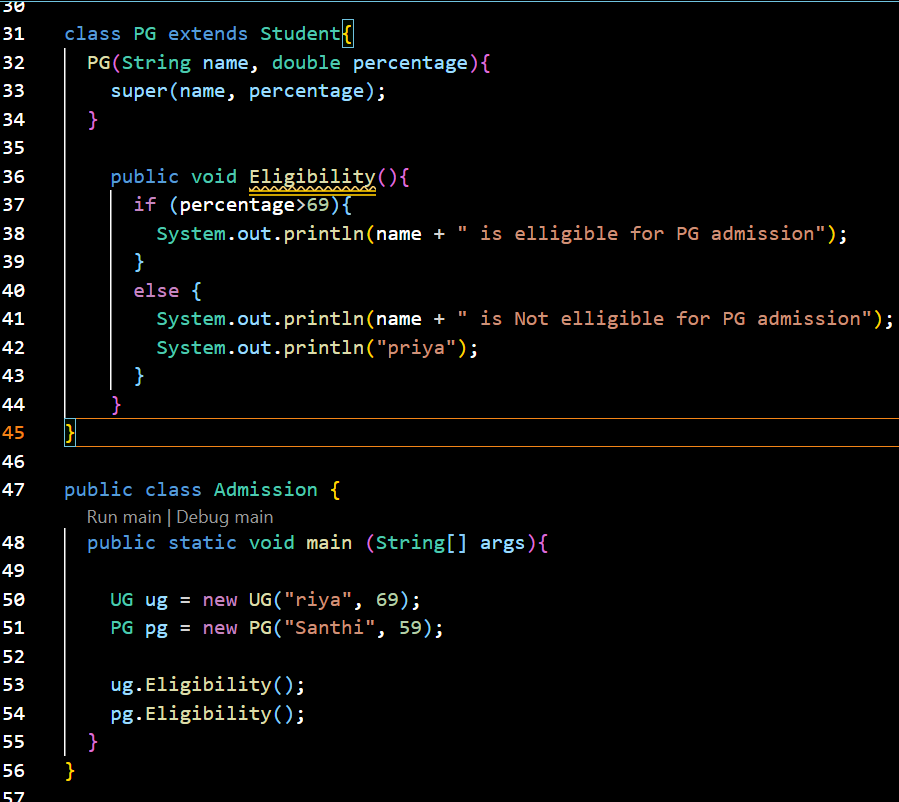 30
31 class PG extends Student{
32 PG(String name, double percentage){
33 super(name, percentage);
34 }
35
36 public void Eligibility(){
37 if (percentage>69){
38 System.out.println(name + " is elligible for PG admission");
39 }
40 else {
41 System.out.println(name + " is Not elligible for PG admission");
42 System.out.println("priya");
43 }
44 }
45 }
46
47 public class Admission {
Run main | Debug main
48 public static void main (String[] args){
49
50 UG ug = new UG("riya", 69);
51 PG pg = new PG("Santhi", 59);
52
53 ug.Eligibility();
54 pg.Eligibility();
55 }
56 }
57